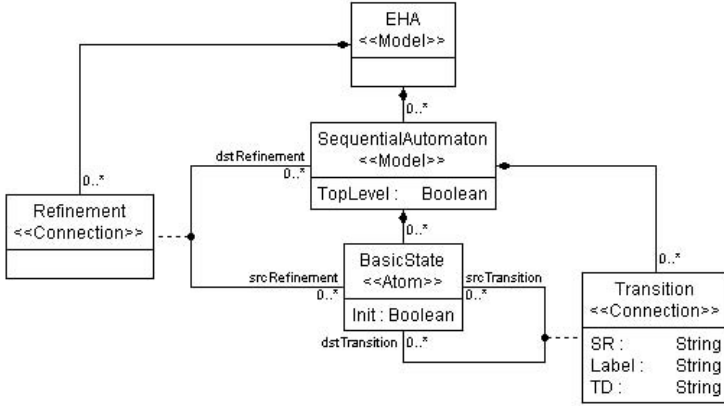 EHA
<<Model>>
0..*
SequentialAutomaton
<<Model>>
TopLevel : Boolean
dstRefinement
0..*
0..*
Refinement
<<Connection>>
0..*
BasicState
<<Atom>>
Init : Boolean
srcRefinement
0..*
srcTransition
0..*
dstTransition
0..*
0..*
Transition
<<Connection>>
SR : String
Label : String
TD : String